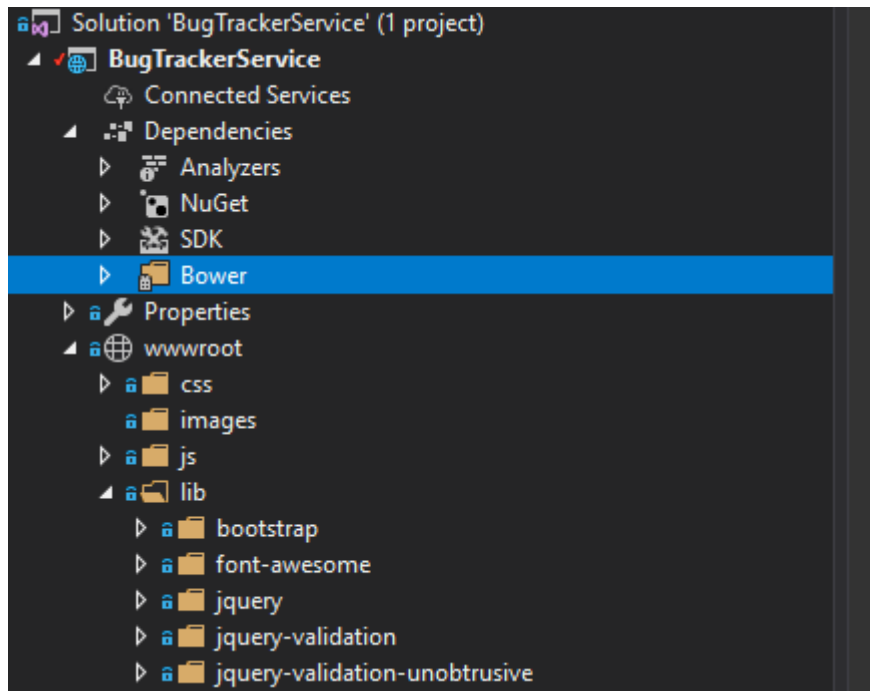 Solution 'BugTrackerService' (1 project)
BugTrackerService
Connected Services
Dependencies
Analyzers
NuGet
SDK
Bower
Properties
wwwroot
css
images
js
lib
bootstrap
font-awesome
jquery
jquery-validation
jquery-validation-unobtrusive